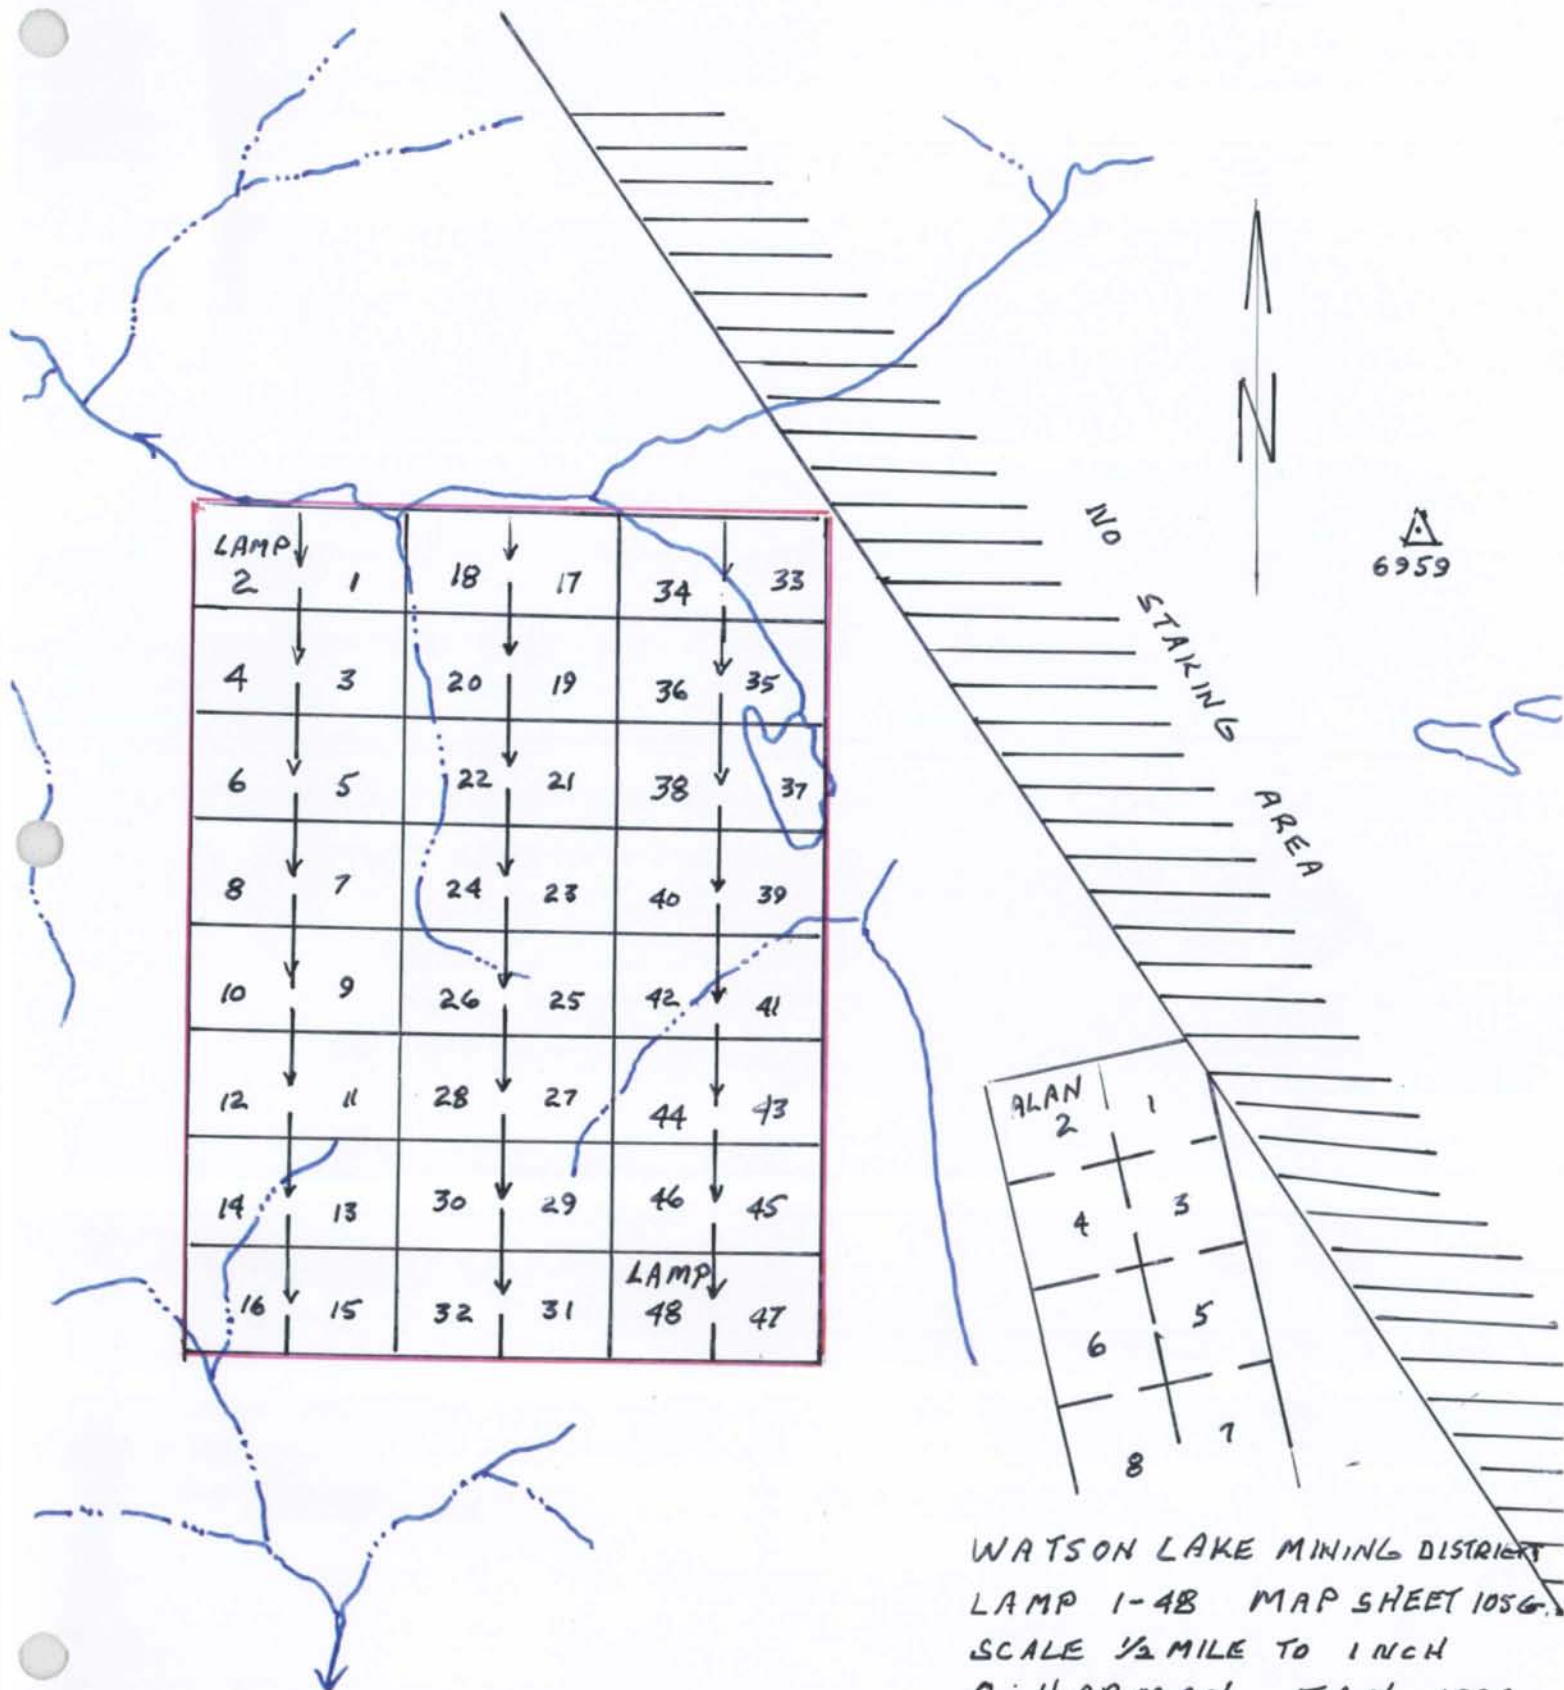 N
6959
NO STAKING AREA
LAMP
2 1 18 17 34 33
4 3 20 19 36 35
6 5 22 21 38 37
8 7 24 23 40 39
10 9 26 25 42 41
12 11 28 27 44 43
14 13 30 29 46 45
LAMP
16 15 32 31 48 47
ALAN
2 1
4 3
6 5
8 7
WATSON LAKE MINING DISTRICT
LAMP 1-48 MAP SHEET 105G
SCALE 1/2 MILE TO 1 INCH